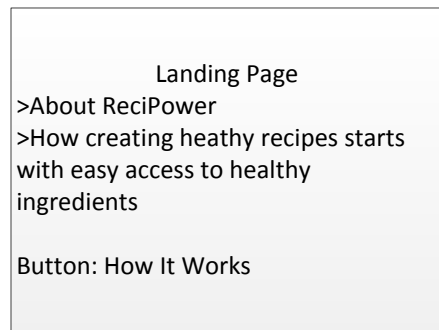 Landing Page
>About ReciPower
>How creating heathy recipes starts
with easy access to healthy
ingredients
Button: How It Works